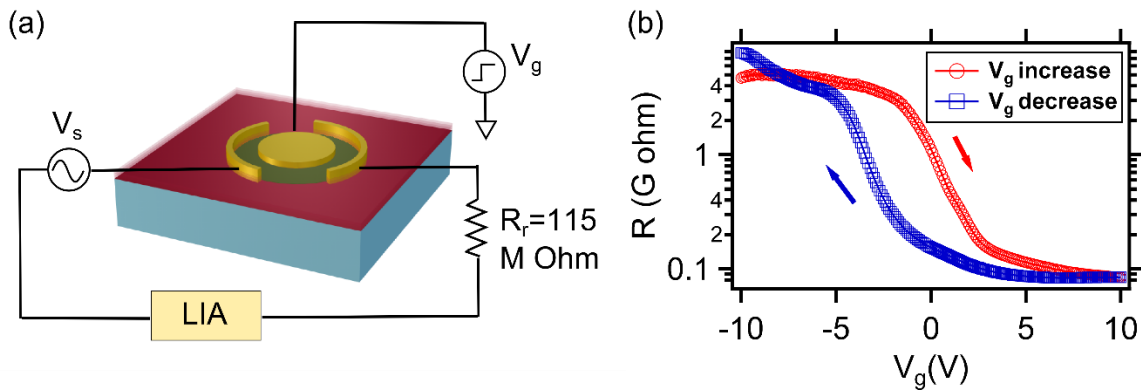 (a)
V_g
V_s
R_r=115
M Ohm
LIA
(b)
V_g increase
V_g decrease
R (G ohm)
4
2
1
4
2
0.1
-10
-5
0
5
10
V_g(V)